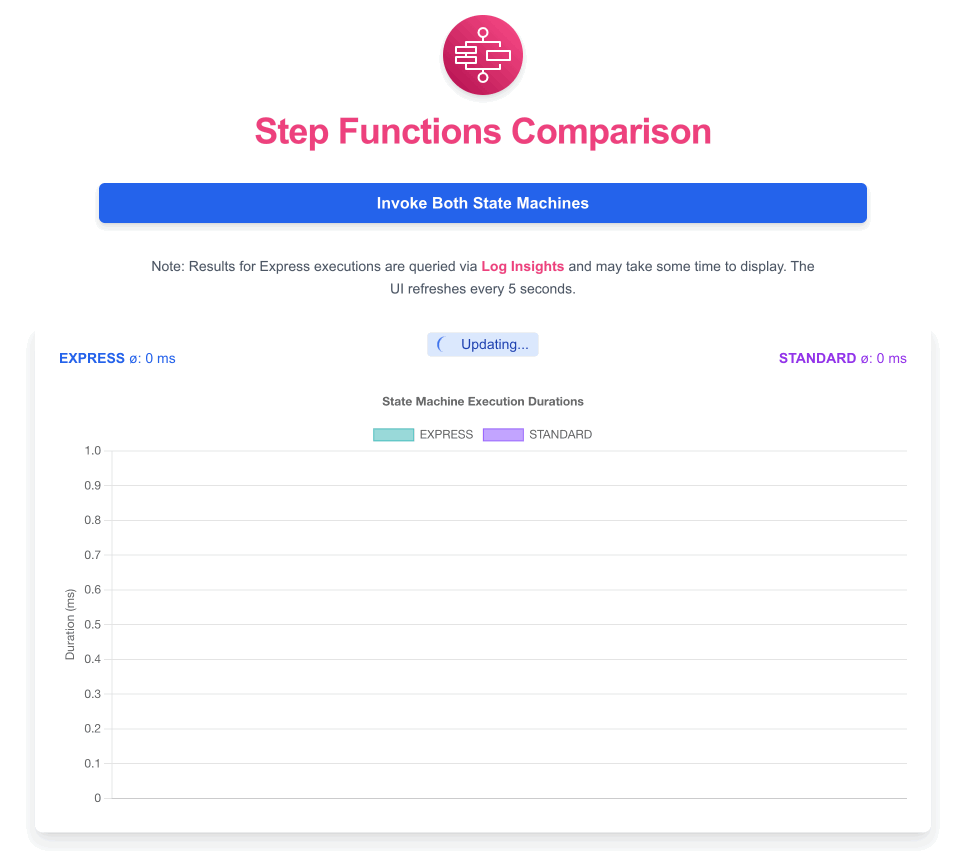 Step Functions Comparison
Invoke Both State Machines
Note: Results for Express executions are queried via Log Insights and may take some time to display. The
UI refreshes every 5 seconds.
Updating...
EXPRESS ø: 0 ms
STANDARD ø: 0 ms
State Machine Execution Durations
EXPRESS
STANDARD
Duration (ms)
1.0
0.9
0.8
0.7
0.6
0.5
0.4
0.3
0.2
0.1
0